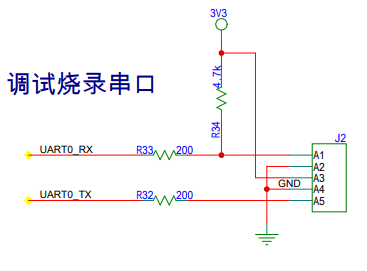 3V3
调试烧录串口
4.7k
R34
UART0_RX
R33
200
J2
A1
A2
A3
GND
A4
UART0_TX
R32
200
A5